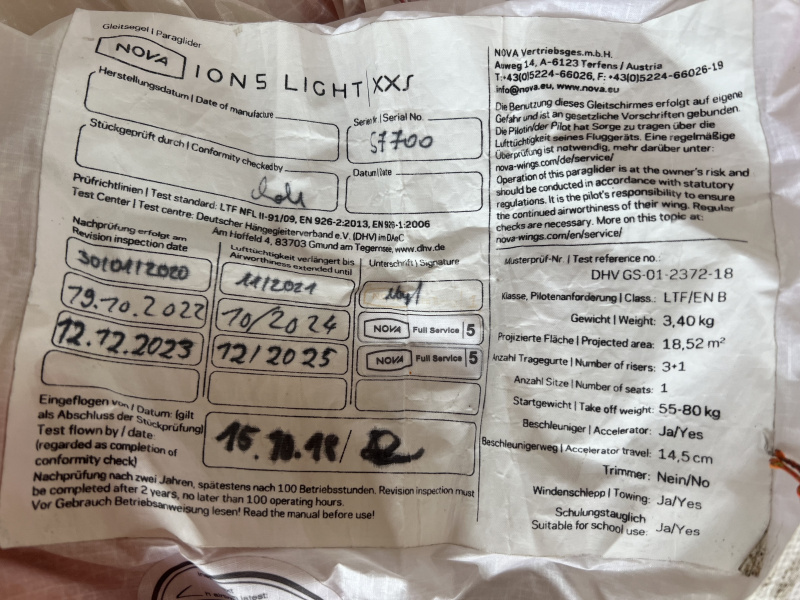 Gleitsegel | Paraglider
NOVA ION5 LIGHT XXS
Herstellungsdatum | Date of manufacture
Serien Nr. | Serial No.
57700
Stückgeprüft durch | Conformity checked by
Datum | Date
Prüfrichtlinien | Test standard: LTF NFL II-91/09, EN 926-2:2013, EN 926-1:2006
Test Center | Test centre: Deutscher Hängegleiterverband e.V. (DHV) im DAeC
Am Hoffeld 4, 83703 Gmund am Tegernsee, www.dhv.de
Nachprüfung erfolgt am
Revision inspection date
Lufttüchtigkeit verlängert bis
Airworthiness extended until
Unterschrift | Signature
30/01/2020 11/2021
19.10.2022 10/2024 NOVA Full Service | 5
12.12.2023 12/2025 NOVA Full Service | 5
Eingeflogen von / Datum: (gilt
als Abschluss der Stückprüfung)
Test flown by / date:
(regarded as completion of
conformity check)
15.10.18/
Nachprüfung nach zwei Jahren, spätestens nach 100 Betriebsstunden. Revision inspection must
be completed after 2 years, no later than 100 operating hours.
Vor Gebrauch Betriebsanweisung lesen! Read the manual before use!
NOVA Vertriebsges.m.b.H.
Auweg 14, A-6123 Terfens / Austria
T.:+43(0)5224-66026, F.: +43(0)5224-66026-19
info@nova.eu, www.nova.eu
Die Benutzung dieses Gleitschirmes erfolgt auf eigene
Gefahr und ist an gesetzliche Vorschriften gebunden.
Die Pilotin/der Pilot hat Sorge zu tragen über die
Lufttüchtigkeit seines Fluggeräts. Eine regelmäßige
Überprüfung ist notwendig, mehr darüber unter:
nova-wings.com/de/service/
Operation of this paraglider is at the owner's risk and
should be conducted in accordance with statutory
regulations. It is the pilot's responsibility to ensure
the continued airworthiness of their wing. Regular
checks are necessary. More on this topic at:
nova-wings.com/en/service/
Musterprüf-Nr. | Test reference no.:
DHV GS-01-2372-18
Klasse, Pilotenanforderung | Class.: LTF/EN B
Gewicht | Weight: 3,40 kg
Projizierte Fläche | Projected area: 18,52 m²
Anzahl Tragegurte | Number of risers: 3+1
Anzahl Sitze | Number of seats: 1
Startgewicht | Take off weight: 55-80 kg
Beschleuniger | Accelerator: Ja/Yes
Beschleunigerweg | Accelerator travel: 14,5 cm
Trimmer: Nein/No
Windenschlepp | Towing: Ja/Yes
Schulungstauglich
Suitable for school use: Ja/Yes